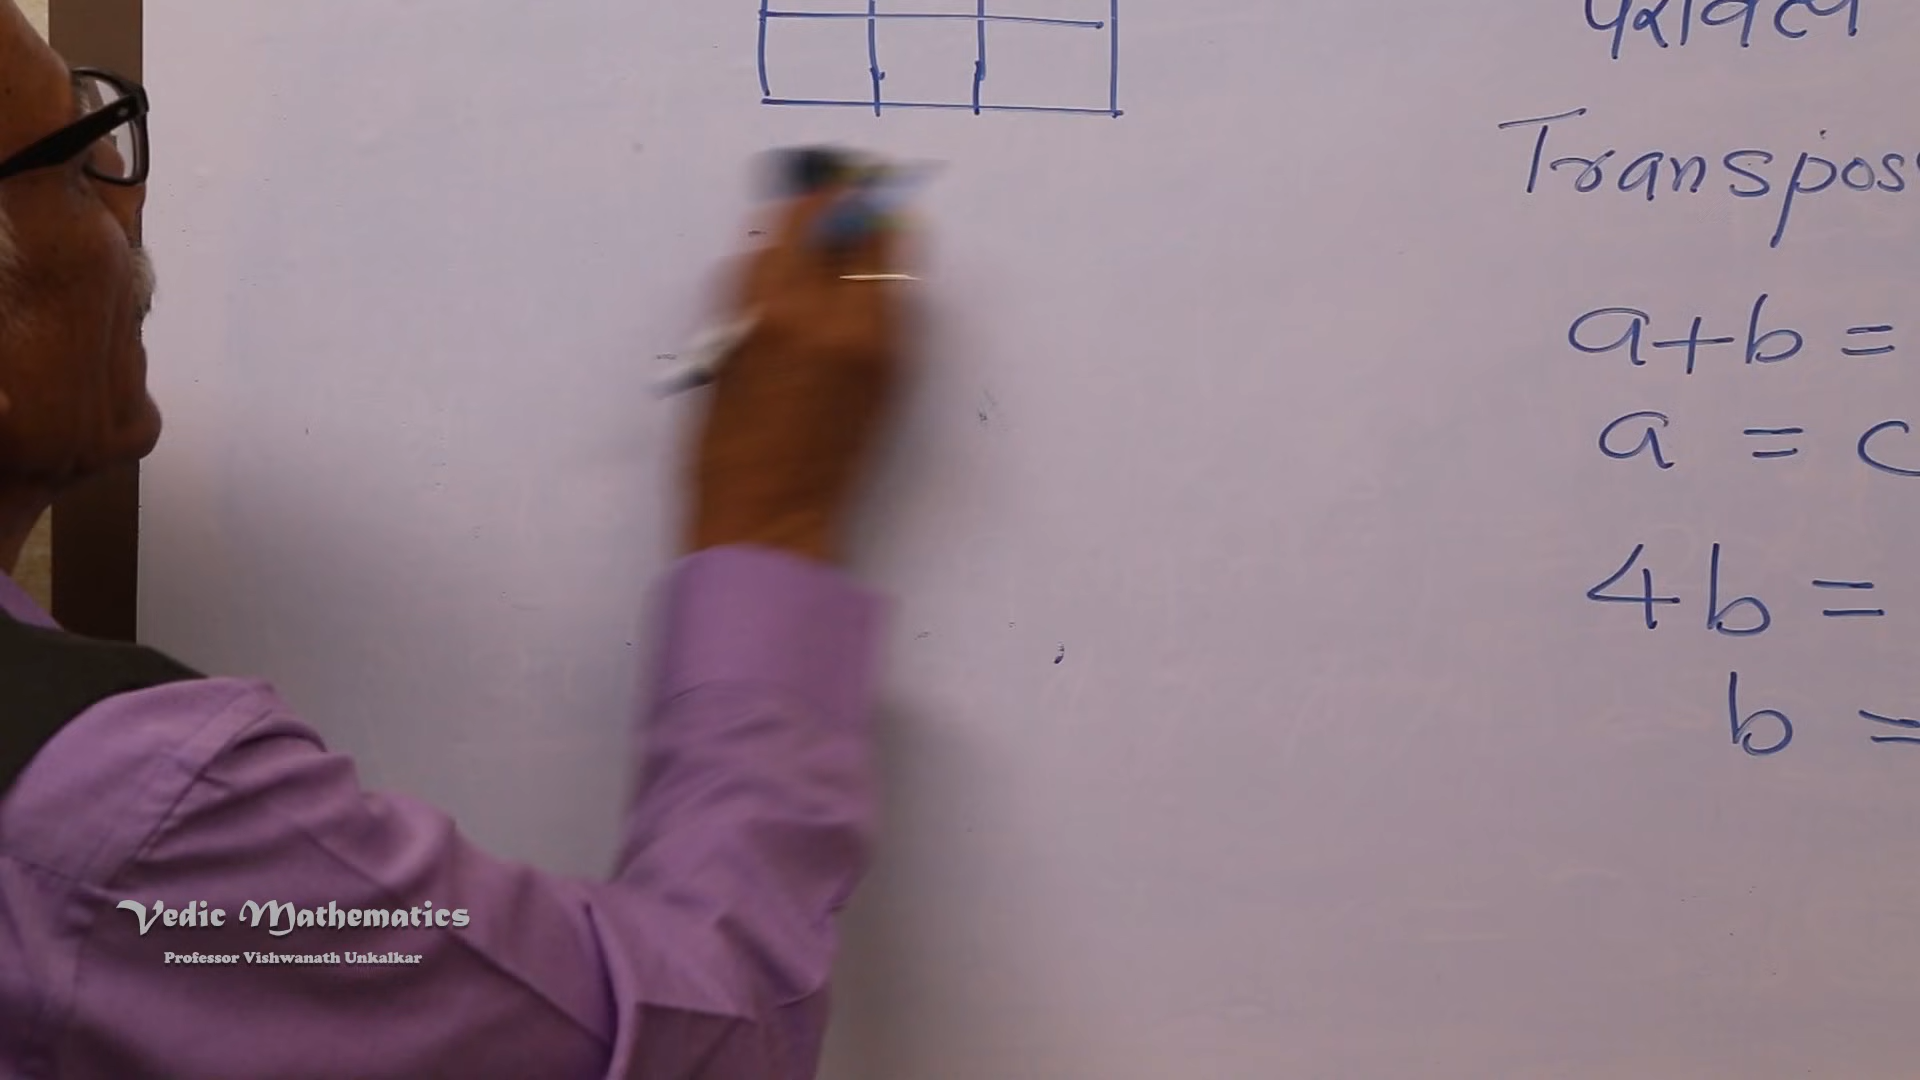 Transpos
a+b =
a = c
4b =
b =
Vedic Mathematics
Professor Vishwanath Unkalkar